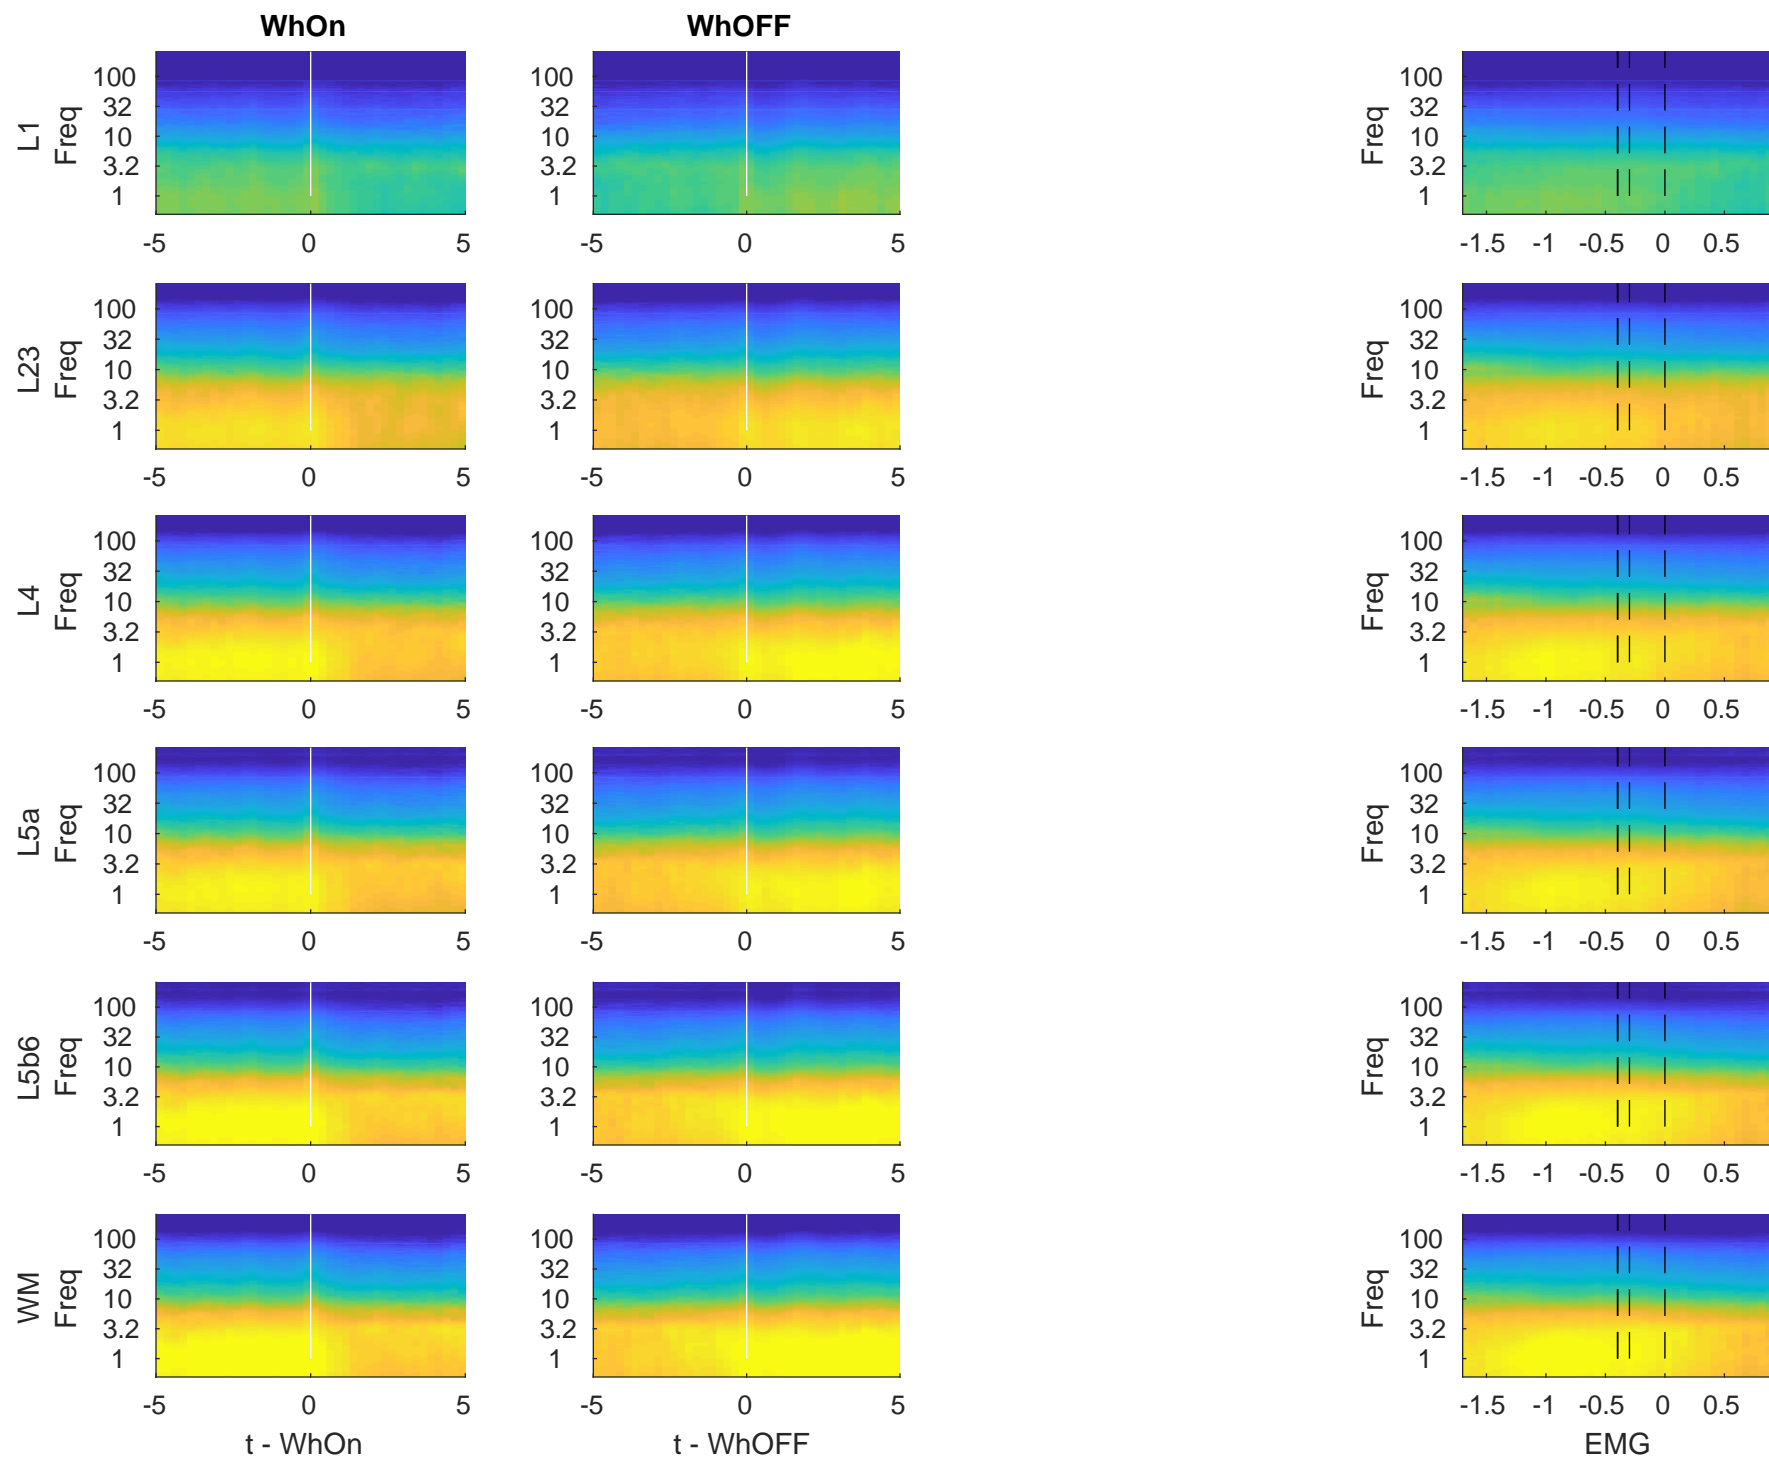 WhOn WhOFF
L1 Freq 100 32 10 3.2 1 100 32 10 3.2 1 Freq 100 32 10 3.2 1
-5 0 5 -5 0 5 -1.5 -1 -0.5 0 0.5
L23 Freq 100 32 10 3.2 1 100 32 10 3.2 1 Freq 100 32 10 3.2 1
-5 0 5 -5 0 5 -1.5 -1 -0.5 0 0.5
L4 Freq 100 32 10 3.2 1 100 32 10 3.2 1 Freq 100 32 10 3.2 1
-5 0 5 -5 0 5 -1.5 -1 -0.5 0 0.5
L5a Freq 100 32 10 3.2 1 100 32 10 3.2 1 Freq 100 32 10 3.2 1
-5 0 5 -5 0 5 -1.5 -1 -0.5 0 0.5
L5b6 Freq 100 32 10 3.2 1 100 32 10 3.2 1 Freq 100 32 10 3.2 1
-5 0 5 -5 0 5 -1.5 -1 -0.5 0 0.5
WM Freq 100 32 10 3.2 1 100 32 10 3.2 1 Freq 100 32 10 3.2 1
-5 0 5 -5 0 5 -1.5 -1 -0.5 0 0.5
t - WhOn t - WhOFF EMG